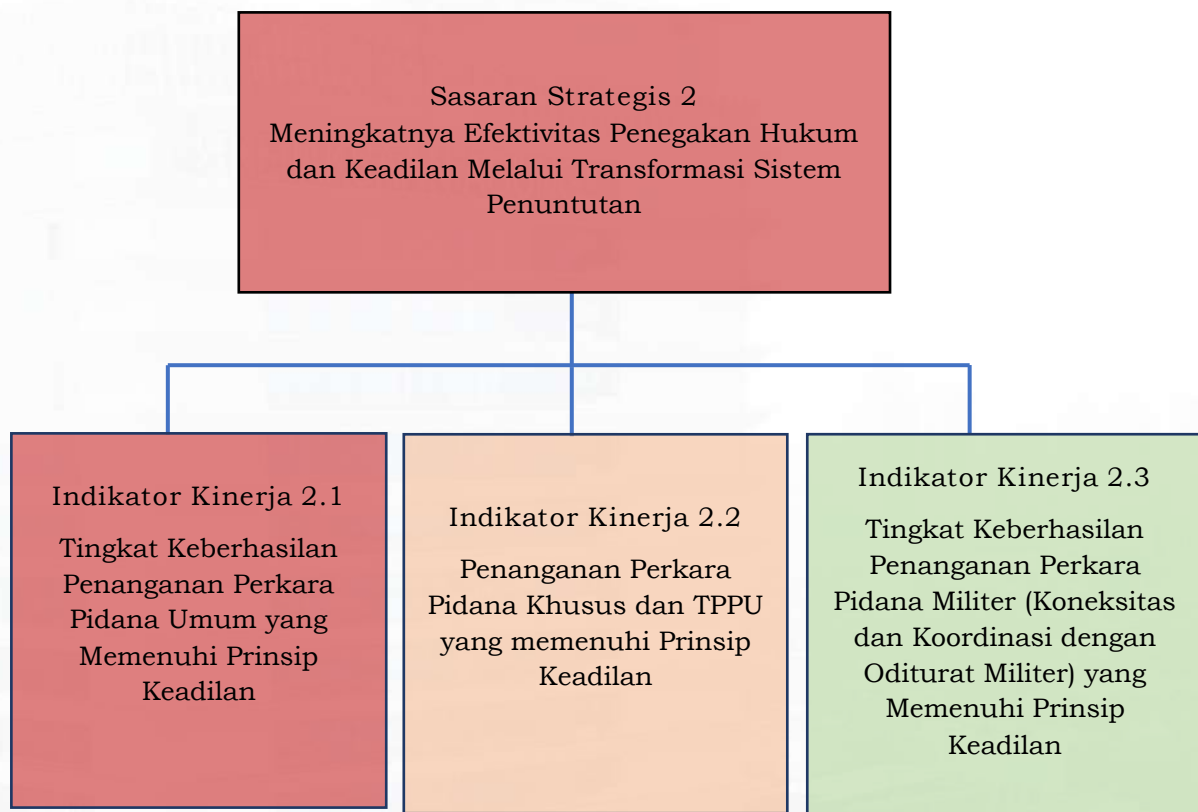 Sasaran Strategis 2
Meningkatnya Efektivitas Penegakan Hukum
dan Keadilan Melalui Transformasi Sistem
Penuntutan
Indikator Kinerja 2.1
Tingkat Keberhasilan
Penanganan Perkara
Pidana Umum yang
Memenuhi Prinsip
Keadilan
Indikator Kinerja 2.2
Penanganan Perkara
Pidana Khusus dan TPPU
yang memenuhi Prinsip
Keadilan
Indikator Kinerja 2.3
Tingkat Keberhasilan
Penanganan Perkara
Pidana Militer (Koneksitas
dan Koordinasi dengan
Oditurat Militer) yang
Memenuhi Prinsip
Keadilan